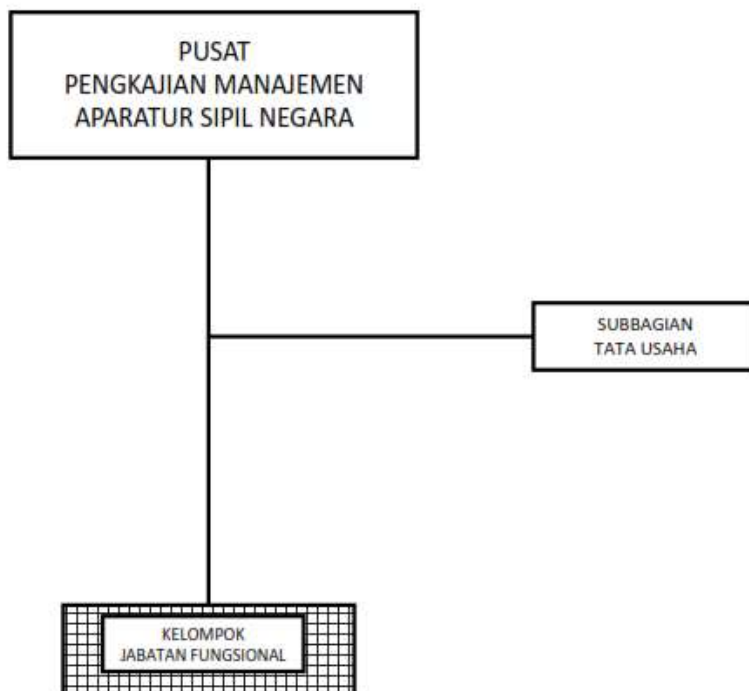 PUSAT
PENGKAJIAN MANAJEMEN
APARATUR SIPIL NEGARA
SUBBAGIAN
TATA USAHA
KELOMPOK
JABATAN FUNGSIONAL